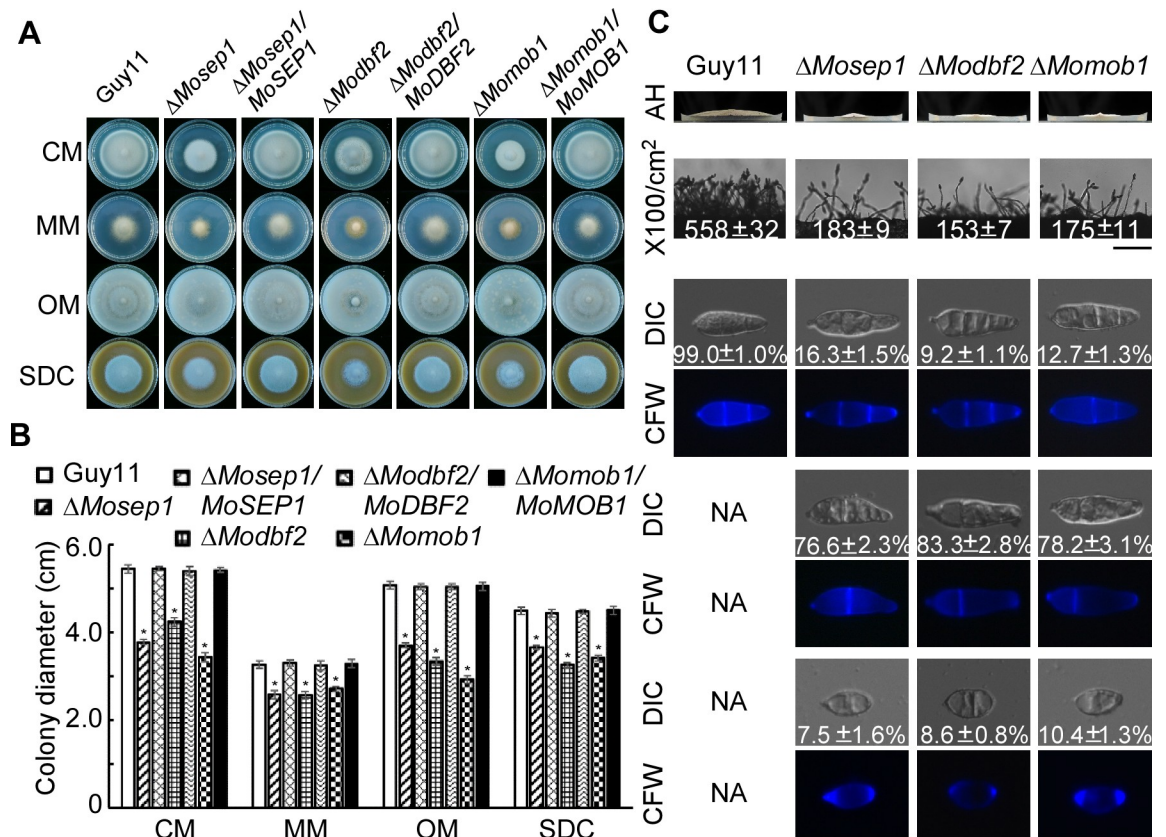 A
Guy11
ΔMosep1
ΔMosep1/
MoSEP1
ΔModbf2
ΔModbf2/
MoDBF2
ΔMomob1
ΔMomob1/
MoMOB1
CM
MM
OM
SDC
B
Guy11
ΔMosep1
ΔMosep1/
MoSEP1
ΔModbf2
ΔModbf2/
MoDBF2
ΔMomob1
ΔMomob1/
MoMOB1
Colony diameter (cm)
6.0
4.0
2.0
0
* * *
* * *
* * *
* * *
CM MM OM SDC
C
Guy11 ΔMosep1 ΔModbf2 ΔMomob1
AH
X100/cm2
558±32 183±9 153±7 175±11
DIC
99.0±1.0% 16.3±1.5% 9.2±1.1% 12.7±1.3%
CFW
DIC
NA
76.6±2.3% 83.3±2.8% 78.2±3.1%
CFW
NA
DIC
NA
7.5±1.6% 8.6±0.8% 10.4±1.3%
CFW
NA